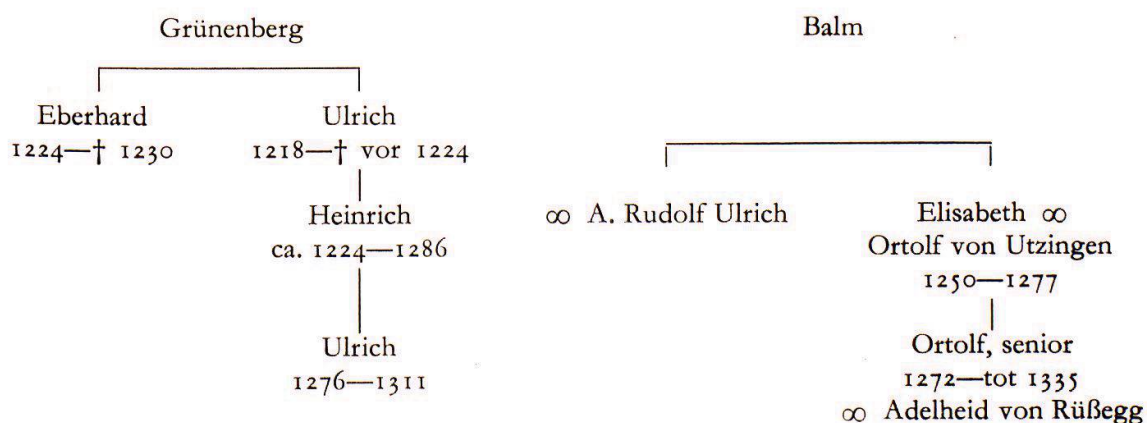 Grünenberg
Balm
Eberhard
1224—† 1230
Ulrich
1218—† vor 1224
Heinrich
ca. 1224—1286
Ulrich
1276—1311
∞ A. Rudolf Ulrich
Elisabeth ∞
Ortolf von Utzingen
1250—1277
Ortolf, senior
1272—tot 1335
∞ Adelheid von Rüßegg